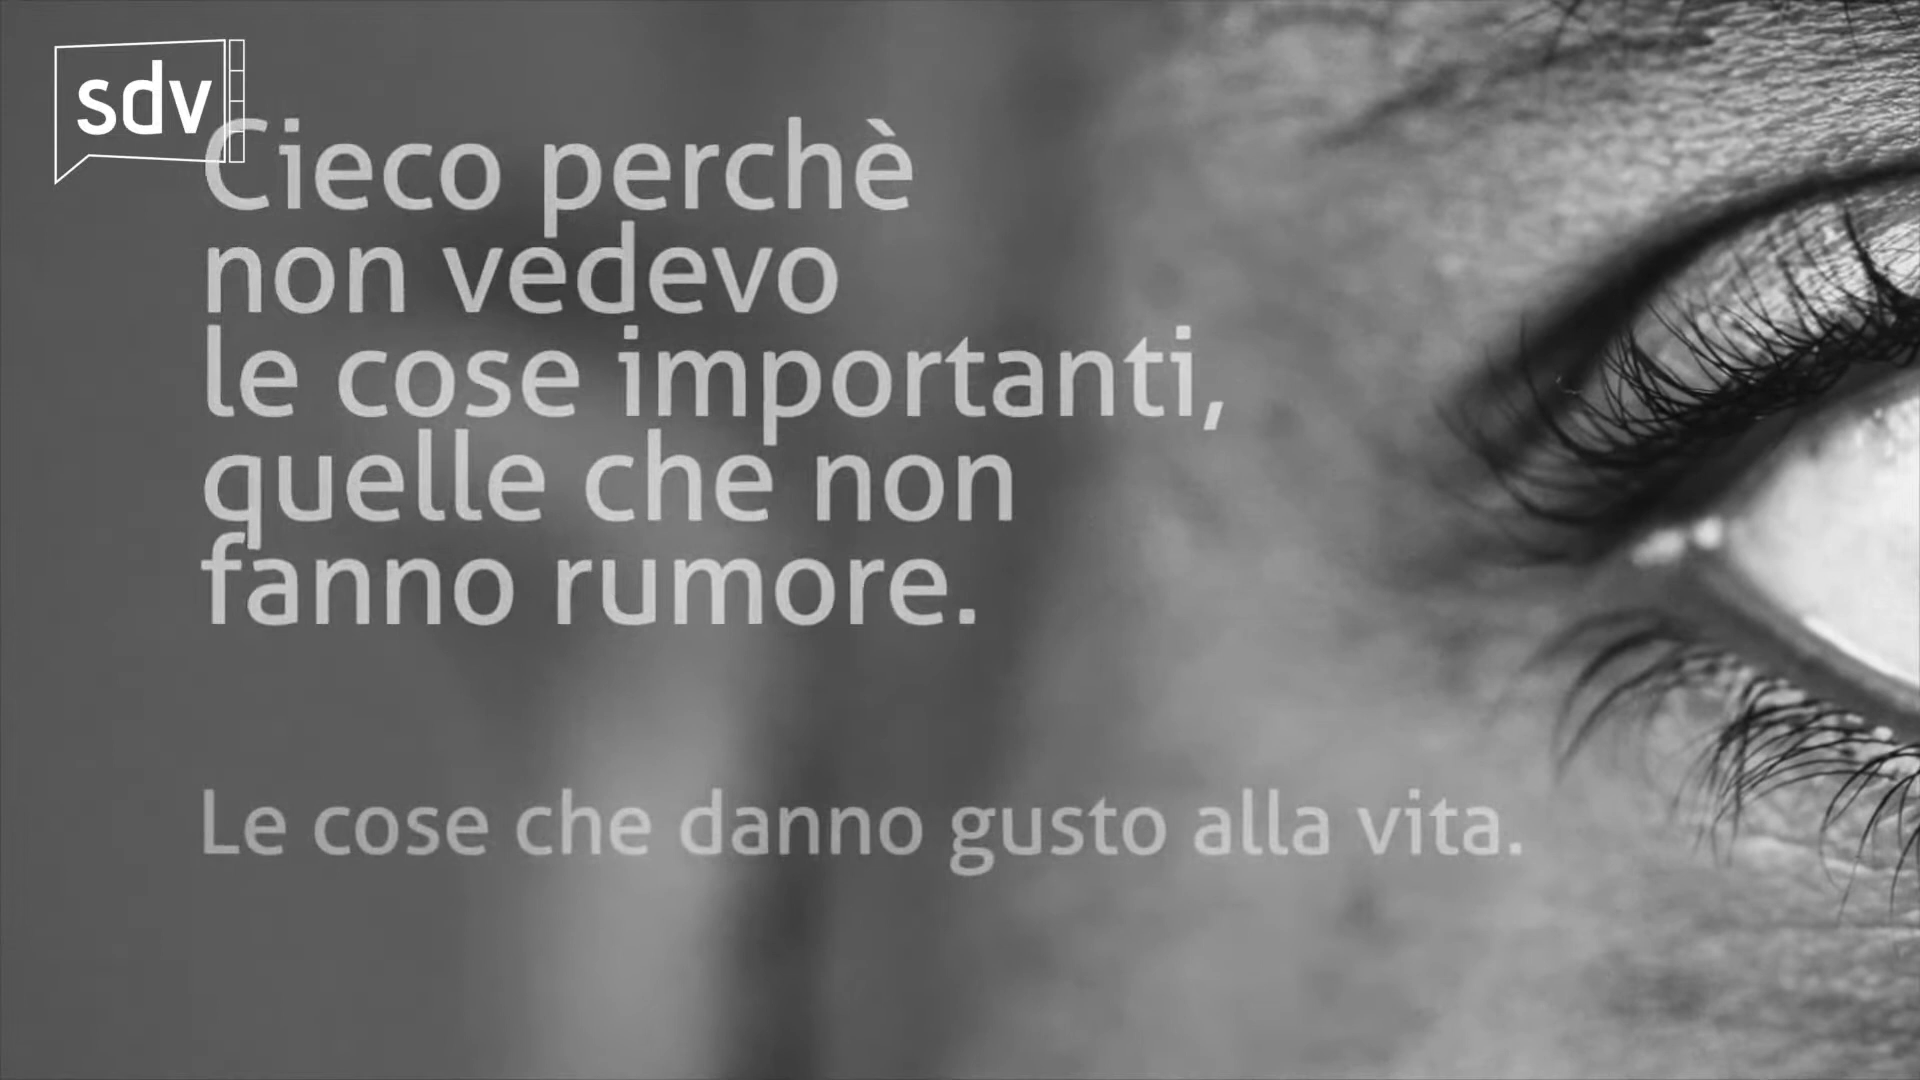 sdv
Cieco perchè
non vedevo
le cose importanti,
quelle che non
fanno rumore.
Le cose che danno gusto alla vita.